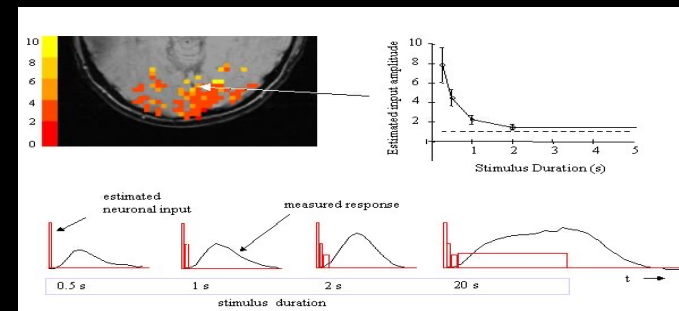 10
8
6
4
2
0
Estimated input amplitude
10
8
6
4
2
0
1
2
3
4
5
Stimulus Duration (s)
estimated
neuronal input
measured response
0.5 s
1 s
2 s
20 s
t
stimulus duration